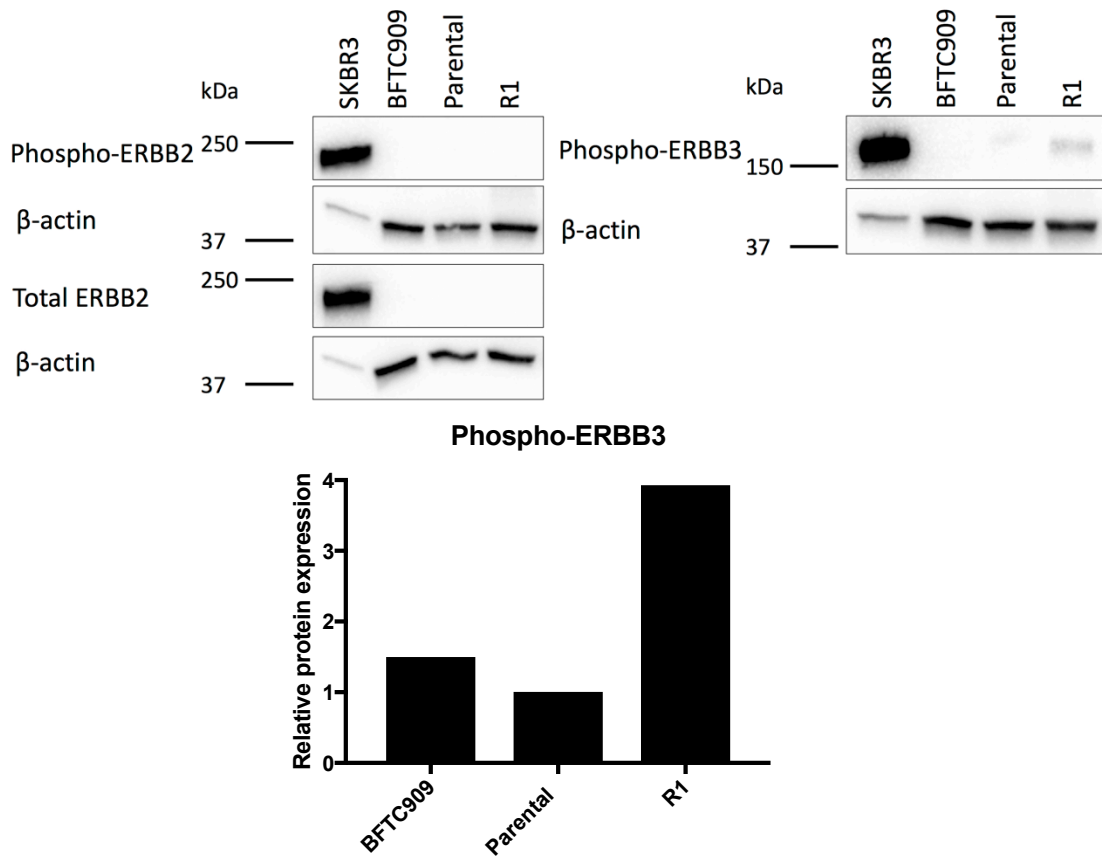 kDa
SKBR3
BFTC909
Parental
R1
Phospho-ERBB2
250
β-actin
37
Total ERBB2
250
β-actin
37
kDa
SKBR3
BFTC909
Parental
R1
Phospho-ERBB3
150
β-actin
37
Phospho-ERBB3
Relative protein expression
4
3
2
1
0
BFTC909
Parental
R1